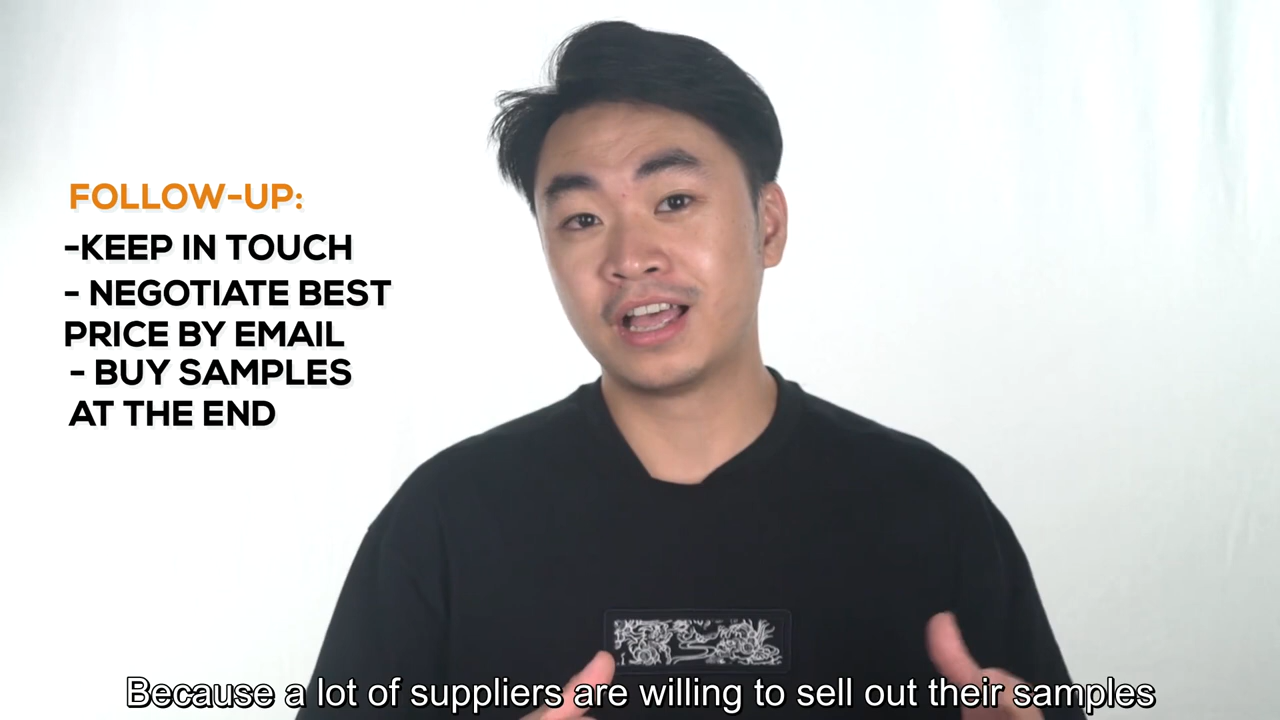 FOLLOW-UP:
-KEEP IN TOUCH
- NEGOTIATE BEST
PRICE BY EMAIL
- BUY SAMPLES
AT THE END
Because a lot of suppliers are willing to sell out their samples